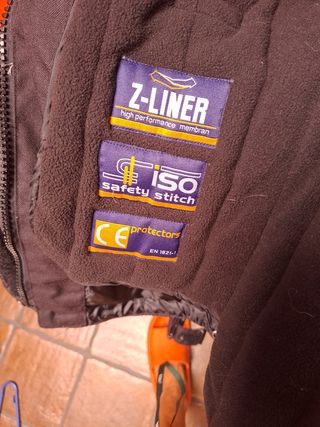 Z-LINER
high performance membran
iso
safety stitch
CE protectors
EN 1621-1